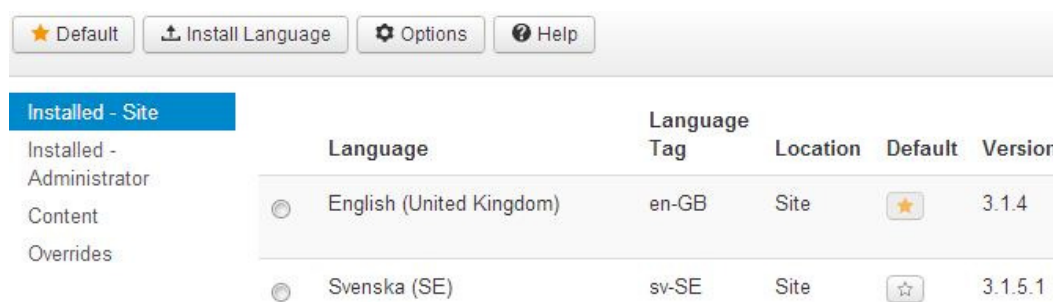 Default Install Language Options Help
Installed - Site
Installed -
Administrator
Content
Overrides
Language Language
Tag Location Default Version
English (United Kingdom) en-GB Site 3.1.4
Svenska (SE) sv-SE Site 3.1.5.1